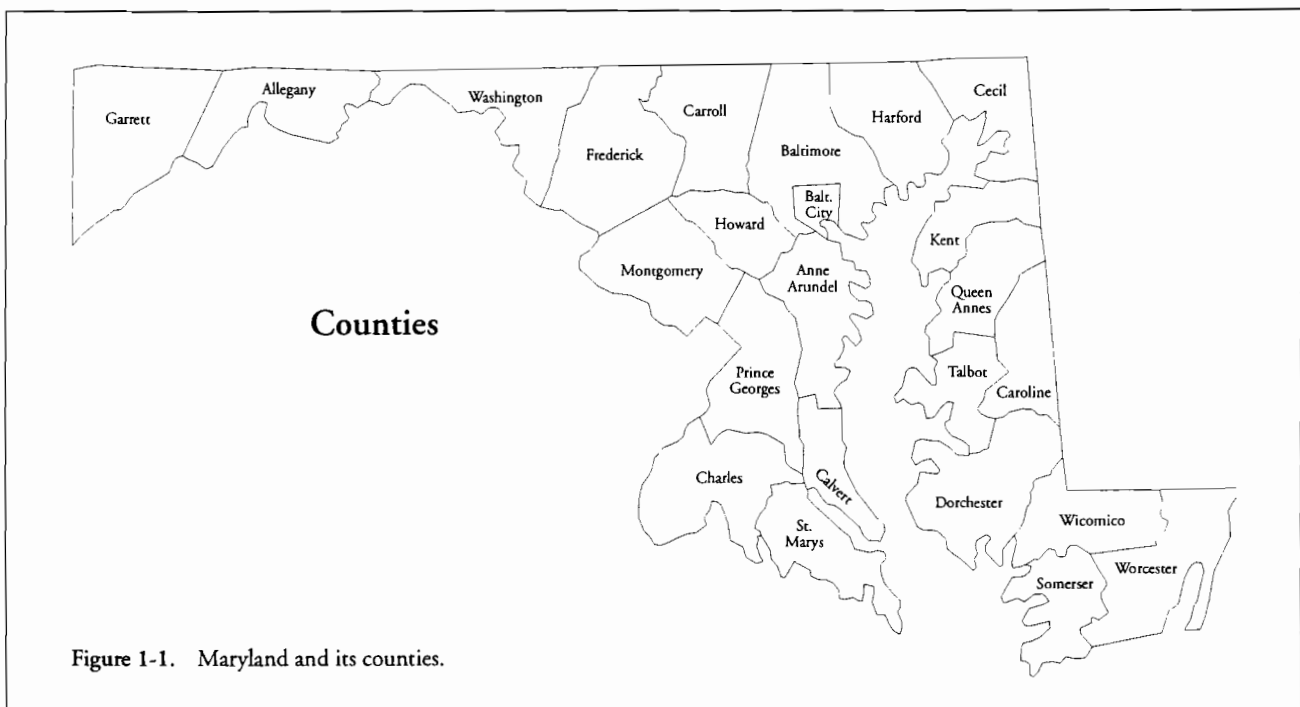 Garrett
Allegany
Washington
Frederick
Carroll
Baltimore
Harford
Cecil
Balt.
City
Howard
Montgomery
Anne
Arundel
Kent
Queen
Annes
Counties
Prince
Georges
Talbot
Caroline
Charles
Calvert
St.
Marys
Dorchester
Wicomico
Somerser
Worcester
Figure 1-1. Maryland and its counties.